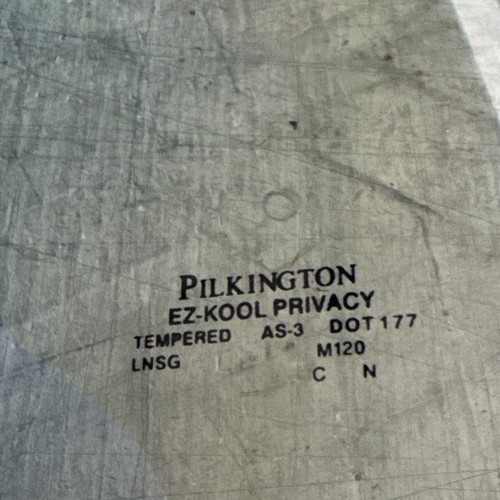 PILKINGTON
EZ-KOOL PRIVACY
TEMPERED AS-3 DOT 177
LNSG M120
C N